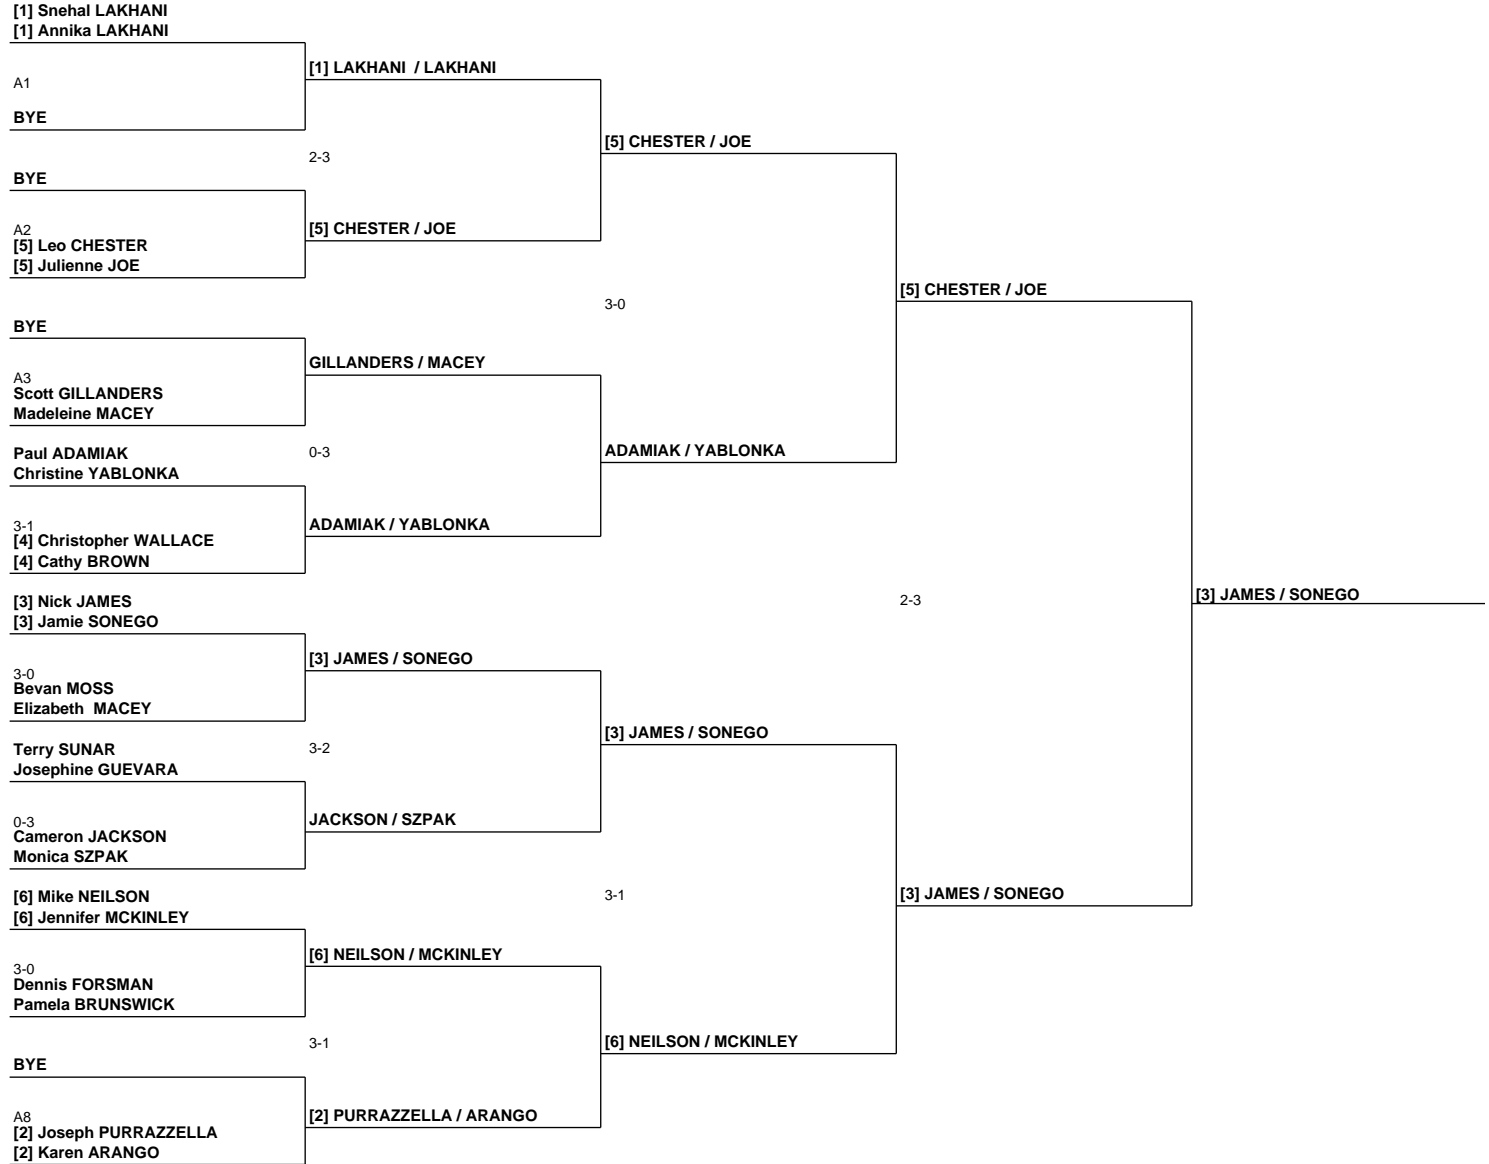 [1] Snehal LAKHANI
[1] Annika LAKHANI
[1] LAKHANI / LAKHANI
A1
BYE
[5] CHESTER / JOE
2-3
BYE
A2
[5] CHESTER / JOE
[5] Leo CHESTER
[5] Julienne JOE
[5] CHESTER / JOE
3-0
BYE
GILLANDERS / MACEY
A3
Scott GILLANDERS
Madeleine MACEY
Paul ADAMIAK
0-3
ADAMIAK / YABLONKA
Christine YABLONKA
3-1
ADAMIAK / YABLONKA
[4] Christopher WALLACE
[4] Cathy BROWN
[3] Nick JAMES
2-3
[3] JAMES / SONEGO
[3] Jamie SONEGO
[3] JAMES / SONEGO
3-0
Bevan MOSS
Elizabeth MACEY
[3] JAMES / SONEGO
Terry SUNAR
3-2
Josephine GUEVARA
0-3
JACKSON / SZPAK
Cameron JACKSON
Monica SZPAK
[6] Mike NEILSON
3-1
[3] JAMES / SONEGO
[6] Jennifer MCKINLEY
[6] NEILSON / MCKINLEY
3-0
Dennis FORSMAN
Pamela BRUNSWICK
3-1
[6] NEILSON / MCKINLEY
BYE
A8
[2] PURRAZZELLA / ARANGO
[2] Joseph PURRAZZELLA
[2] Karen ARANGO